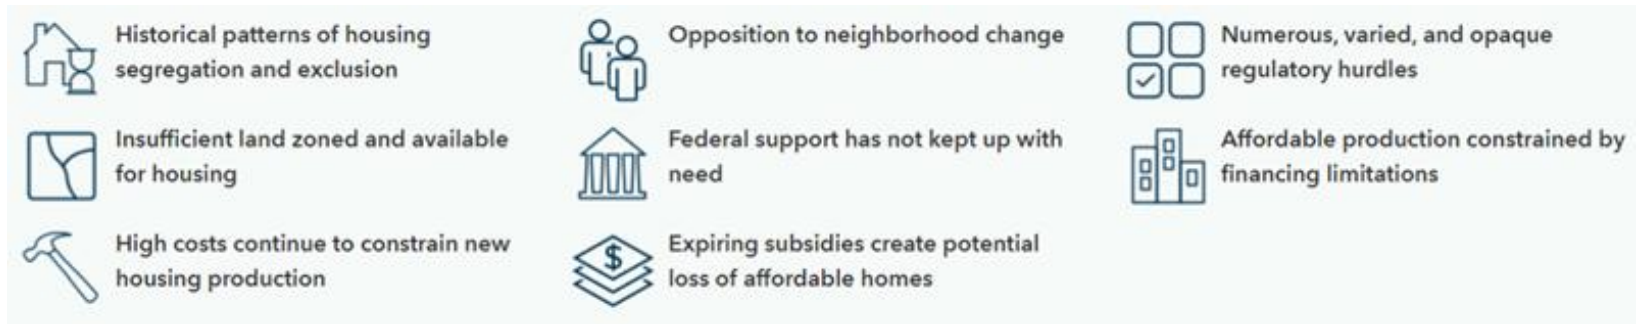 Historical patterns of housing
segregation and exclusion
Opposition to neighborhood change
Numerous, varied, and opaque
regulatory hurdles
Insufficient land zoned and available
for housing
Federal support has not kept up with
need
Affordable production constrained by
financing limitations
High costs continue to constrain new
housing production
$
Expiring subsidies create potential
loss of affordable homes